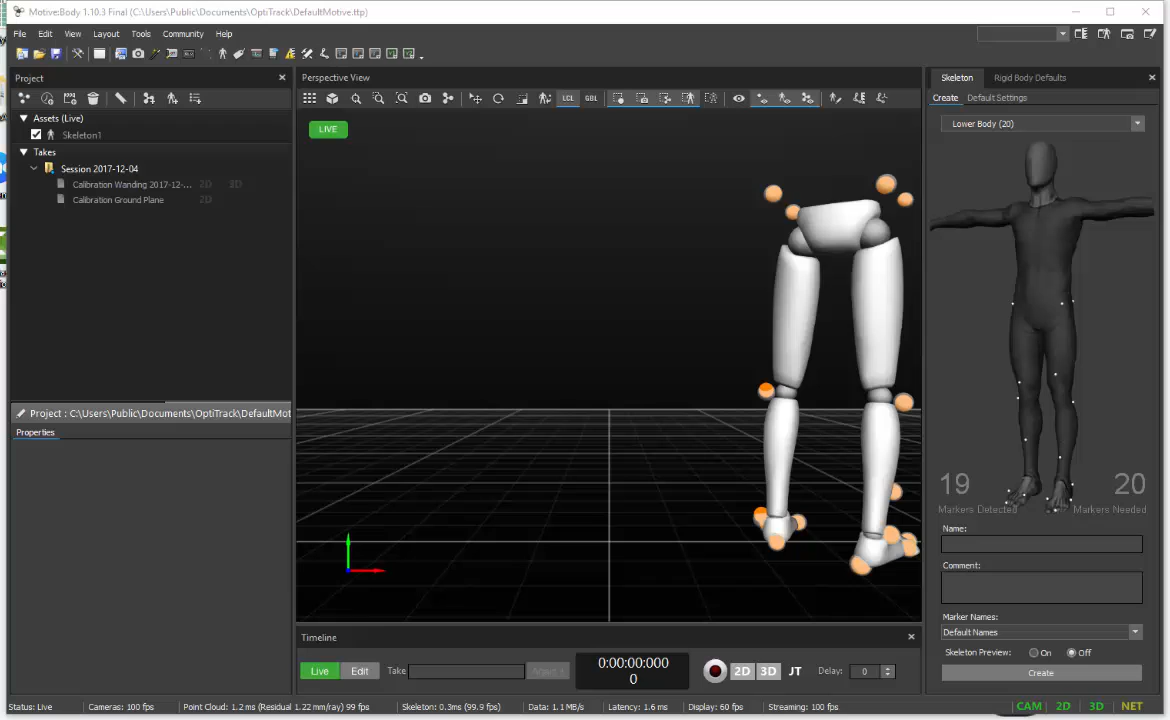 Motive:Body 1.10.3 Final (C:\Users\Public\Documents\OptiTrack\DefaultMotive.ttp)
File Edit View Layout Tools Community Help
Project
Perspective View
Skeleton Rigid Body Defaults
LCL GBL
Create Default Settings
Assets (Live)
Skeleton1
Takes
Session 2017-12-04
Calibration Wanding 2017-12-... 2D 3D
Calibration Ground Plane 2D
LIVE
Lower Body (20)
Project : C:\Users\Public\Documents\OptiTrack\DefaultMot
Properties
19 20
Markers Detected Markers Needed
Name:
Comment:
Marker Names:
Default Names
Skeleton Preview: On Off
Create
Timeline
Live Edit Take 0:00:00:000 2D 3D JT Delay: 0
0
Status: Live Cameras: 100 fps Point Cloud: 1.2 ms (Residual 1.22 mm/ray) 99 fps Skeleton: 0.3ms (99.9 fps) Data: 1.1 MB/s Latency: 1.6 ms Display: 60 fps Streaming: 100 fps CAM 2D 3D NET